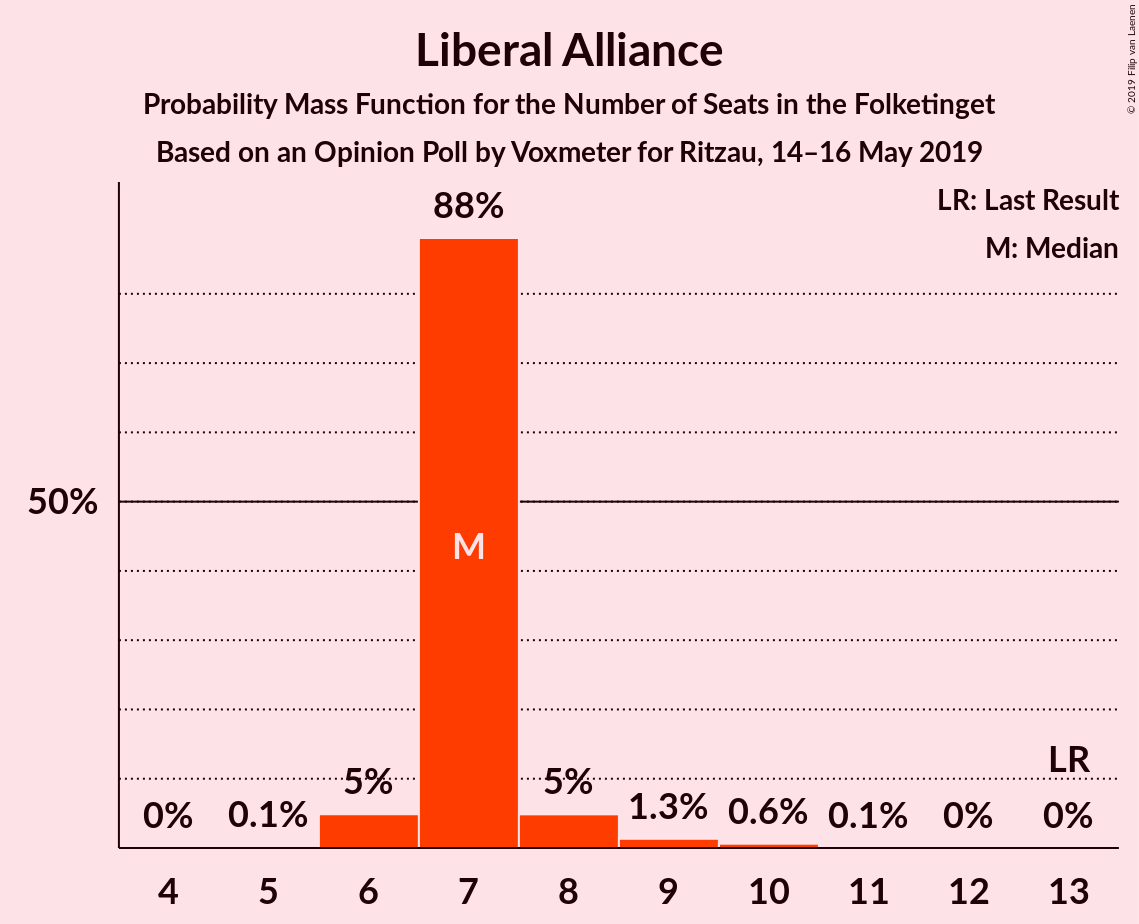 Liberal Alliance
Probability Mass Function for the Number of Seats in the Folketinget
Based on an Opinion Poll by Voxmeter for Ritzau, 14–16 May 2019
© 2019 Filip van Laenen
LR: Last Result
M: Median
88%
50%
M
LR
0% 0.1% 5% 5% 1.3% 0.6% 0.1% 0% 0%
4 5 6 7 8 9 10 11 12 13